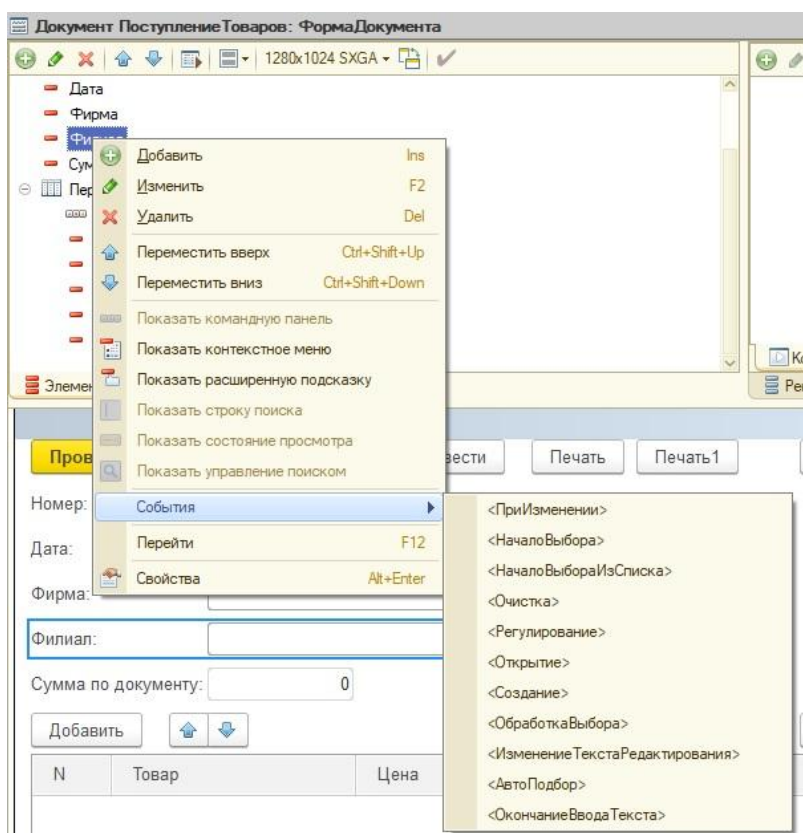 Документ ПоступлениеТоваров: ФормаДокумента
1280x1024 SXGA
Дата
Фирма
Добавить Ins
Изменить F2
Удалить Del
Переместить вверх Ctrl+Shift+Up
Переместить вниз Ctrl+Shift+Down
Показать командную панель
Показать контекстное меню
Показать расширенную подсказку
Показать строку поиска
Показать состояние просмотра
Показать управление поиском
События
Перейти F12
Свойства Alt+Enter
<ПриИзменении>
<НачалоВыбора>
<НачалоВыбораИзСписка>
<Очистка>
<Регулирование>
<Открытие>
<Создание>
<ОбработкаВыбора>
<ИзменениеТекстаРедактирования>
<АвтоПодбор>
<ОкончаниеВводаТекста>
Печать Печать1
Номер:
Дата:
Фирма:
Филиал:
Сумма по документу: 0
Добавить
N Товар Цена